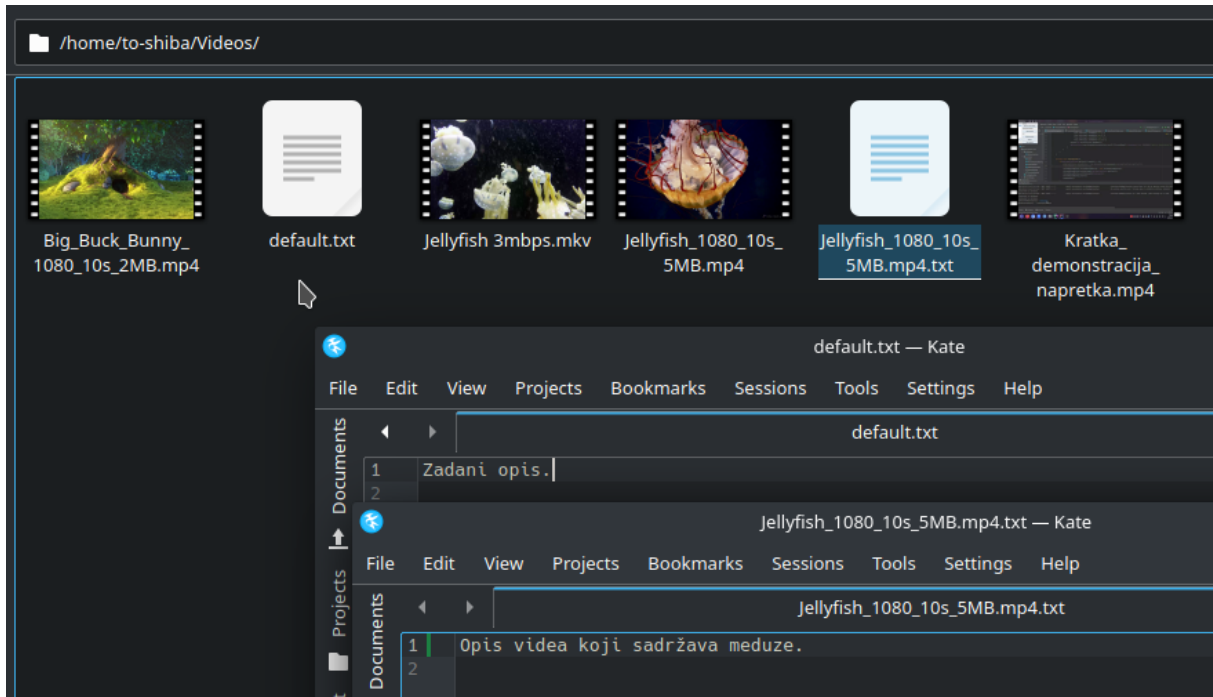 /home/to-shiba/Videos/
Big_Buck_Bunny_
1080_10s_2MB.mp4
default.txt
Jellyfish 3mbps.mkv
Jellyfish_1080_10s_
5MB.mp4
Jellyfish_1080_10s_
5MB.mp4.txt
Kratka_
demonstracija_
napretka.mp4
default.txt — Kate
File Edit View Projects Bookmarks Sessions Tools Settings Help
Documents
Projects
default.txt
1 Zadani opis.
2
Jellyfish_1080_10s_5MB.mp4.txt — Kate
File Edit View Projects Bookmarks Sessions Tools Settings Help
Documents
Jellyfish_1080_10s_5MB.mp4.txt
1 Opis videa koji sadržava meduze.
2